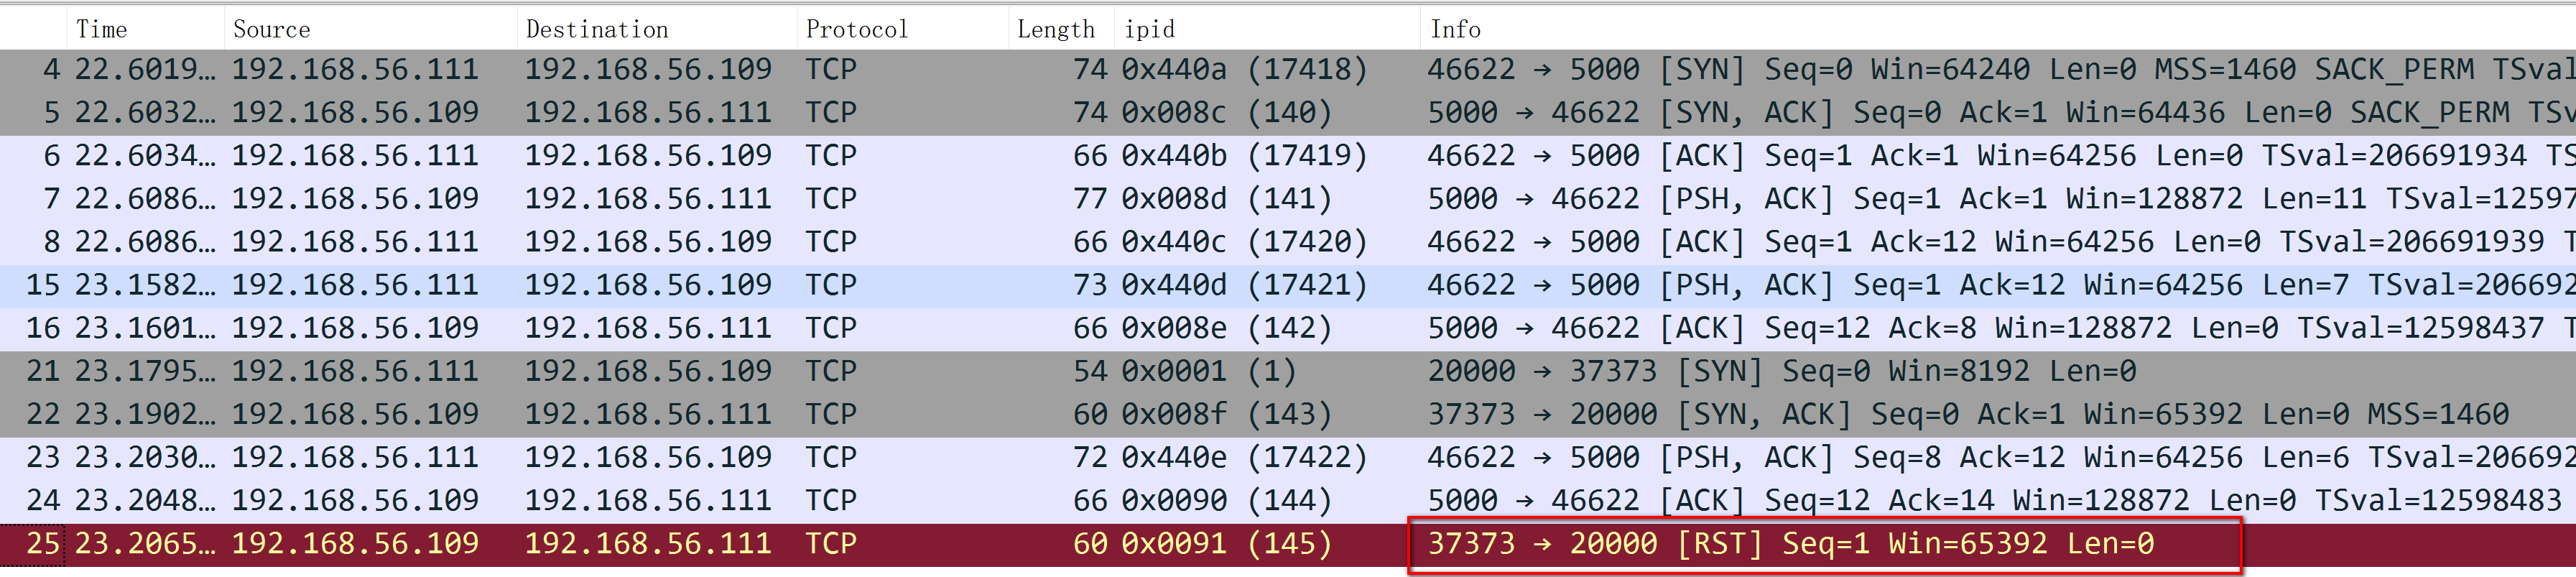 Time Source Destination Protocol Length ipid Info
4 22.6019… 192.168.56.111 192.168.56.109 TCP 74 0x440a (17418) 46622 → 5000 [SYN] Seq=0 Win=64240 Len=0 MSS=1460 SACK_PERM TSval
5 22.6032… 192.168.56.109 192.168.56.111 TCP 74 0x008c (140) 5000 → 46622 [SYN, ACK] Seq=0 Ack=1 Win=64436 Len=0 SACK_PERM TSv
6 22.6034… 192.168.56.111 192.168.56.109 TCP 66 0x440b (17419) 46622 → 5000 [ACK] Seq=1 Ack=1 Win=64256 Len=0 TSval=206691934 TS
7 22.6086… 192.168.56.109 192.168.56.111 TCP 77 0x008d (141) 5000 → 46622 [PSH, ACK] Seq=1 Ack=1 Win=128872 Len=11 TSval=12597
8 22.6086… 192.168.56.111 192.168.56.109 TCP 66 0x440c (17420) 46622 → 5000 [ACK] Seq=1 Ack=12 Win=64256 Len=0 TSval=206691939 T
15 23.1582… 192.168.56.111 192.168.56.109 TCP 73 0x440d (17421) 46622 → 5000 [PSH, ACK] Seq=1 Ack=12 Win=64256 Len=7 TSval=206692
16 23.1601… 192.168.56.109 192.168.56.111 TCP 66 0x008e (142) 5000 → 46622 [ACK] Seq=12 Ack=8 Win=128872 Len=0 TSval=12598437 T
21 23.1795… 192.168.56.111 192.168.56.109 TCP 54 0x0001 (1) 20000 → 37373 [SYN] Seq=0 Win=8192 Len=0
22 23.1902… 192.168.56.109 192.168.56.111 TCP 60 0x008f (143) 37373 → 20000 [SYN, ACK] Seq=0 Ack=1 Win=65392 Len=0 MSS=1460
23 23.2030… 192.168.56.111 192.168.56.109 TCP 72 0x440e (17422) 46622 → 5000 [PSH, ACK] Seq=8 Ack=12 Win=64256 Len=6 TSval=206692
24 23.2048… 192.168.56.109 192.168.56.111 TCP 66 0x0090 (144) 5000 → 46622 [ACK] Seq=12 Ack=14 Win=128872 Len=0 TSval=12598483
25 23.2065… 192.168.56.109 192.168.56.111 TCP 60 0x0091 (145) 37373 → 20000 [RST] Seq=1 Win=65392 Len=0